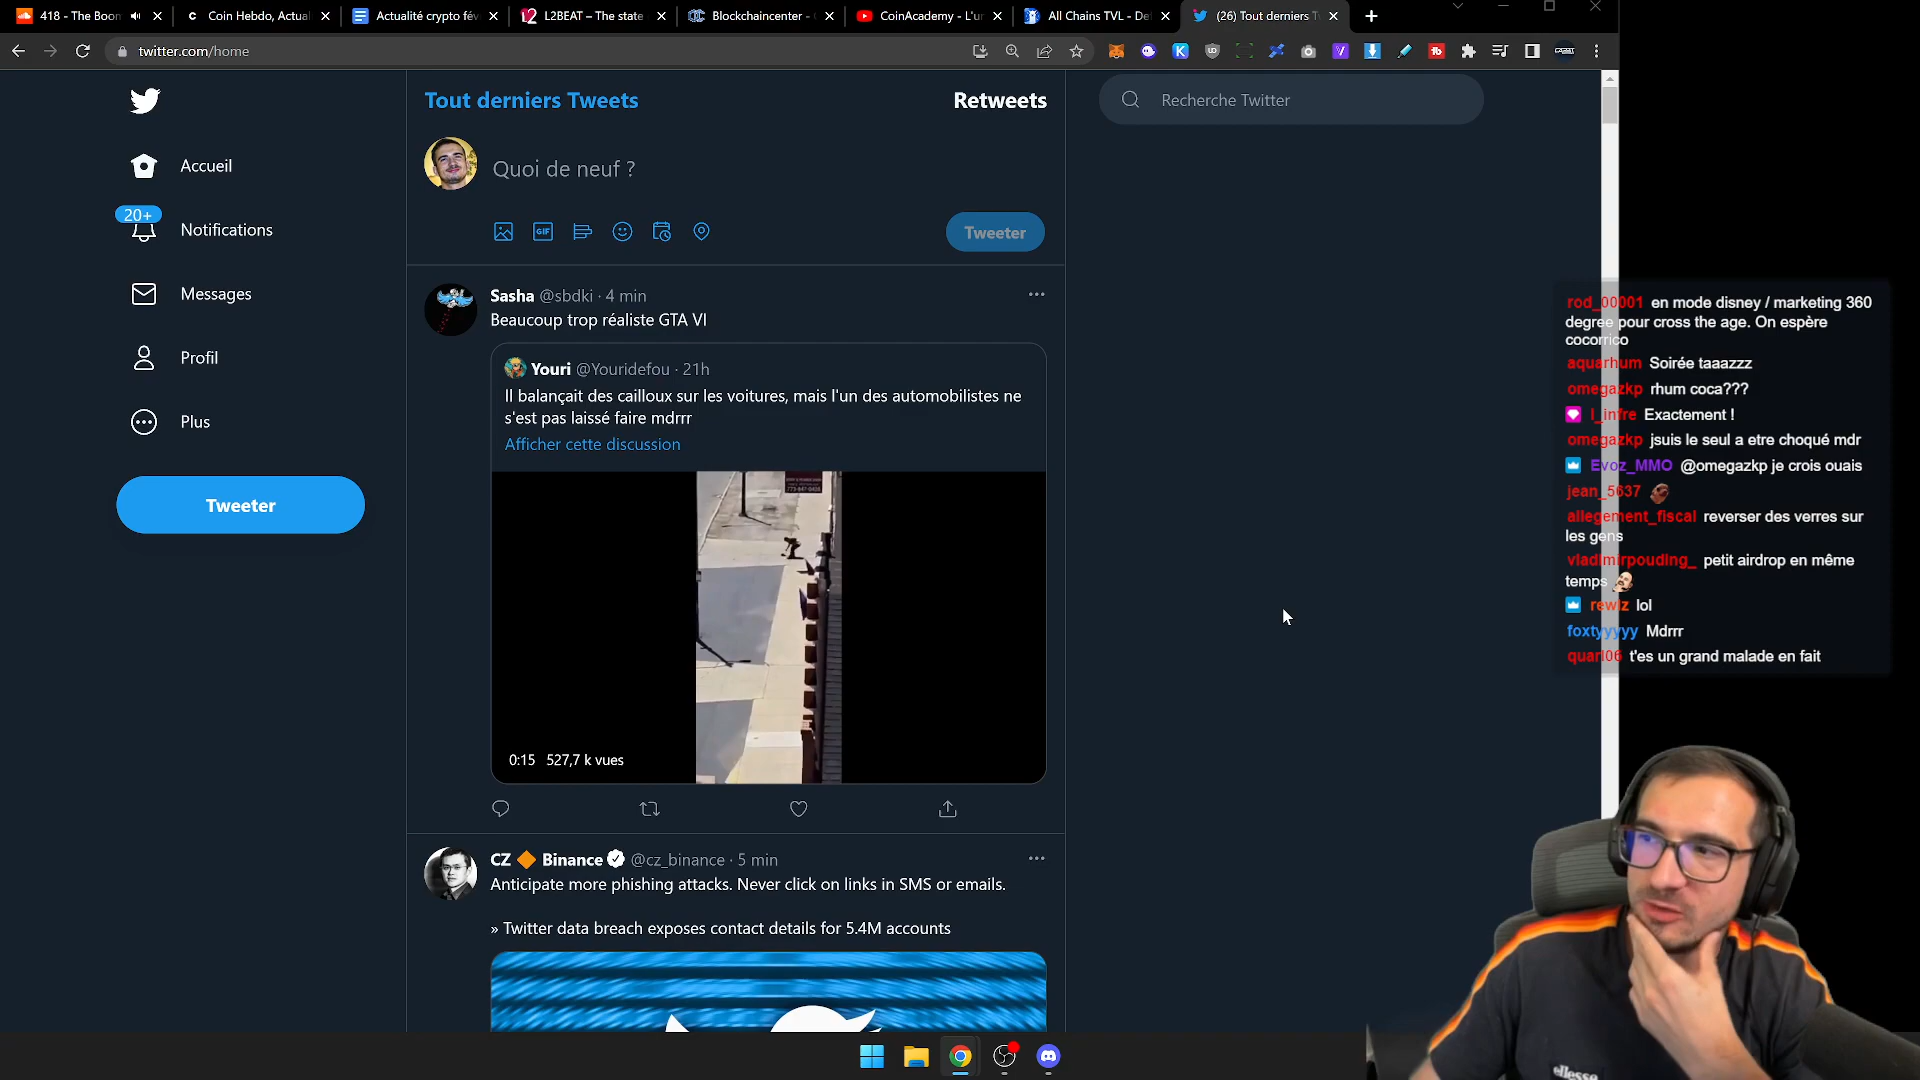 418 - The Boom
Coin Hebdo, Actual
Actualité crypto fév
L2BEAT – The state
Blockchaincenter -
CoinAcademy - L'u
All Chains TVL - De
(26) Tout derniers T
twitter.com/home
Tout derniers Tweets
Retweets
Recherche Twitter
Accueil
20+
Notifications
Messages
Profil
Plus
Tweeter
Quoi de neuf ?
GIF
Tweeter
Sasha @sbdki · 4 min
Beaucoup trop réaliste GTA VI
Youri @Youridefou · 21h
Il balançait des cailloux sur les voitures, mais l'un des automobilistes ne
s'est pas laissé faire mdrrr
Afficher cette discussion
0:15 527,7 k vues
CZ 🔶 Binance @cz_binance · 5 min
Anticipate more phishing attacks. Never click on links in SMS or emails.
» Twitter data breach exposes contact details for 5.4M accounts
rod_00001 en mode disney / marketing 360
degree pour cross the age. On espère
cocorrico
aquarhum Soirée taaazzz
omegazkp rhum coca???
l_infre Exactement !
omegazkp jsuis le seul a etre choqué mdr
Evoz_MMO @omegazkp je crois ouais
jean_5637
allegement_fiscal reverser des verres sur
les gens
vladimirpouding_ petit airdrop en même
temps
rewiz lol
foxtyyyyy Mdrrr
quari06 t'es un grand malade en fait
ellesse